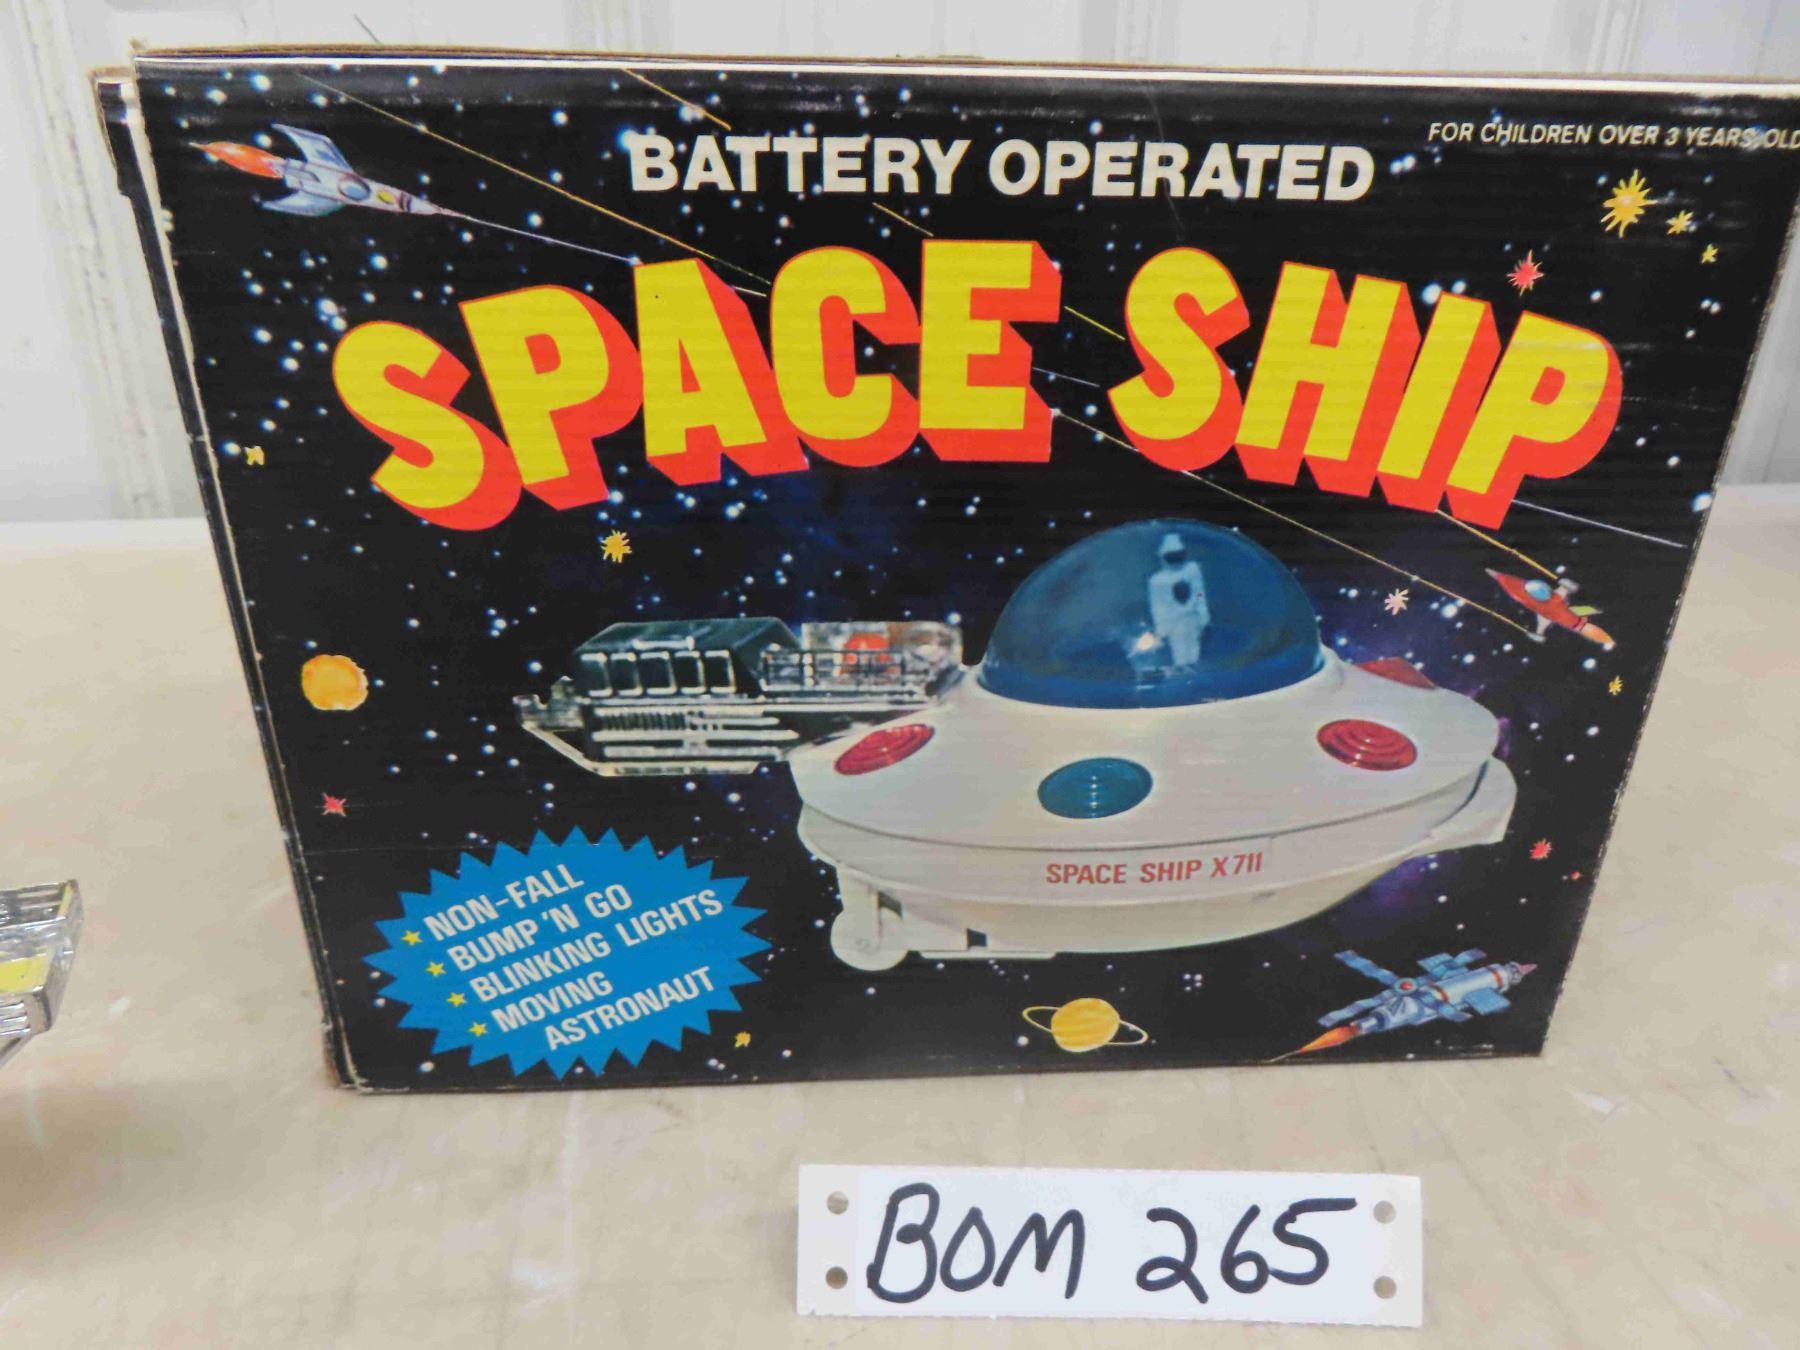 FOR CHILDREN OVER 3 YEARS OLD
BATTERY OPERATED
SPACE SHIP
SPACE SHIP X711
NON-FALL
BUMP 'N GO
BLINKING LIGHTS
MOVING
ASTRONAUT
BOM 265